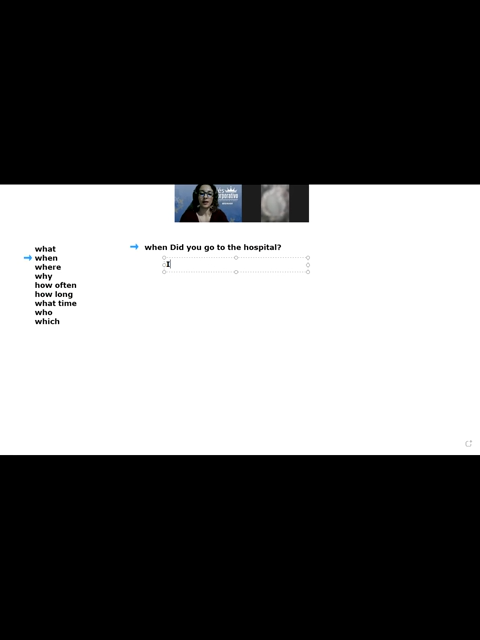 what
when
where
why
how often
how long
what time
who
which
when Did you go to the hospital?
I